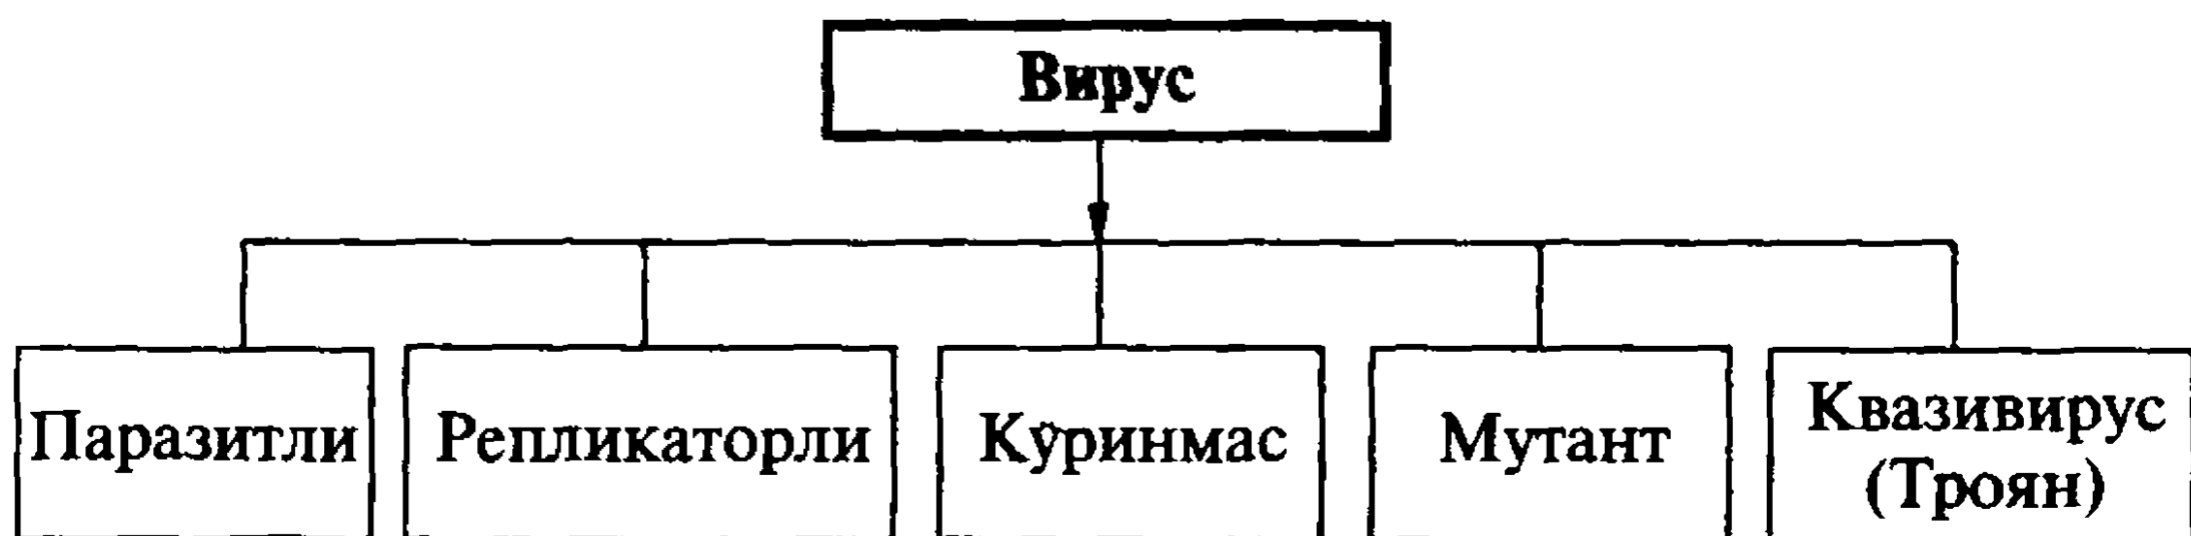 Вирус
Паразитли
Репликаторли
Кўринмас
Мутант
Квазивирус
(Троян)